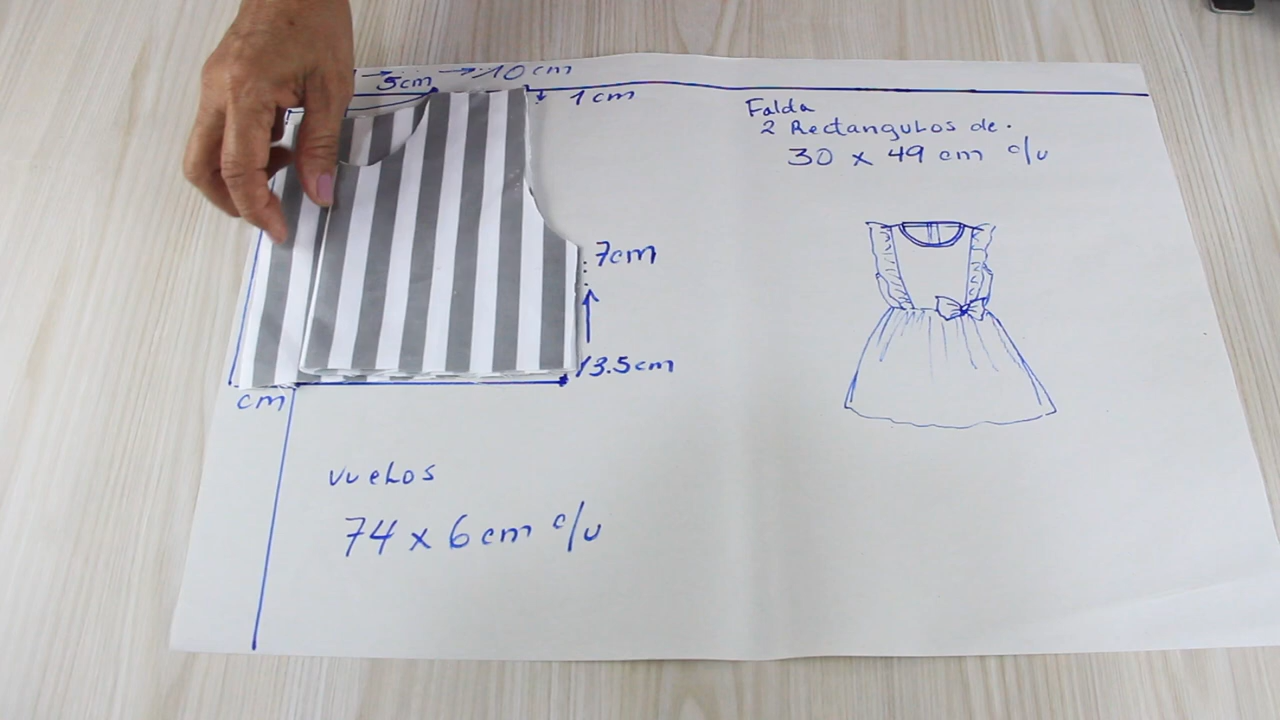 5cm → 10cm
↓ 1cm
Falda
2 Rectangulos de.
30 x 49 cm c/u
7cm
13.5cm
cm
vuelos
74 x 6cm c/u